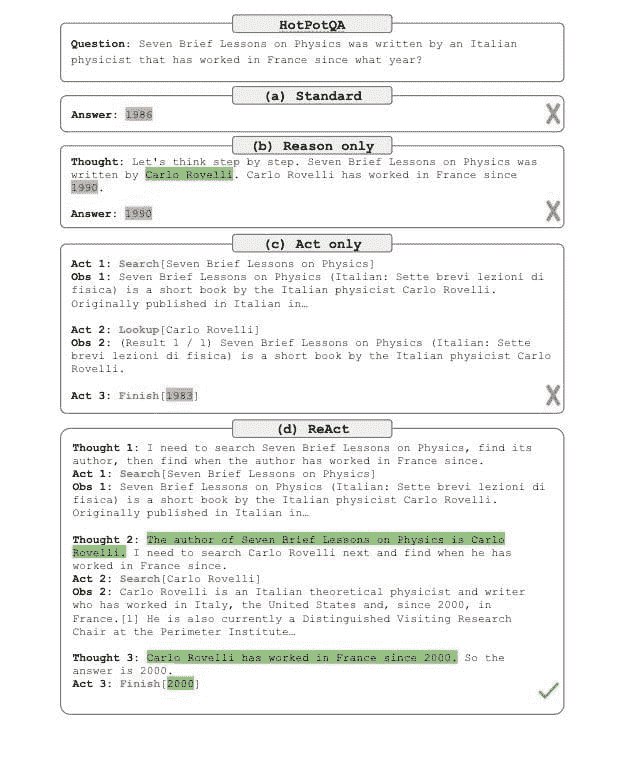 HotPotQA
Question: Seven Brief Lessons on Physics was written by an Italian
physicist that has worked in France since what year?
(a) Standard
Answer: 1986
(b) Reason only
Thought: Let's think step by step. Seven Brief Lessons on Physics was
written by Carlo Rovelli. Carlo Rovelli has worked in France since
1990.
Answer: 1990
(c) Act only
Act 1: Search[Seven Brief Lessons on Physics]
Obs 1: Seven Brief Lessons on Physics (Italian: Sette brevi lezioni di
fisica) is a short book by the Italian physicist Carlo Rovelli.
Originally published in Italian in…
Act 2: Lookup[Carlo Rovelli]
Obs 2: (Result 1 / 1) Seven Brief Lessons on Physics (Italian: Sette
brevi lezioni di fisica) is a short book by the Italian physicist Carlo
Rovelli.
Act 3: Finish[1983]
(d) ReAct
Thought 1: I need to search Seven Brief Lessons on Physics, find its
author, then find when the author has worked in France since.
Act 1: Search[Seven Brief Lessons on Physics]
Obs 1: Seven Brief Lessons on Physics (Italian: Sette brevi lezioni di
fisica) is a short book by the Italian physicist Carlo Rovelli.
Originally published in Italian in…
Thought 2: The author of Seven Brief Lessons on Physics is Carlo
Rovelli. I need to search Carlo Rovelli next and find when he has
worked in France since.
Act 2: Search[Carlo Rovelli]
Obs 2: Carlo Rovelli is an Italian theoretical physicist and writer
who has worked in Italy, the United States and, since 2000, in
France.[1] He is also currently a Distinguished Visiting Research
Chair at the Perimeter Institute…
Thought 3: Carlo Rovelli has worked in France since 2000. So the
answer is 2000.
Act 3: Finish[2000]